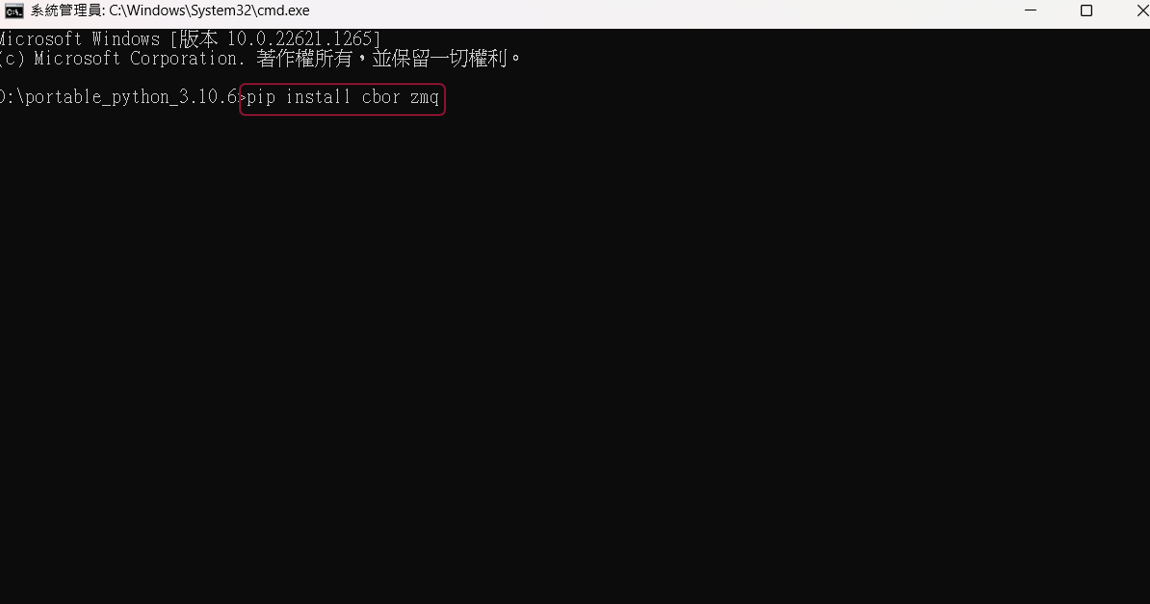 系統管理員: C:\Windows\System32\cmd.exe
Microsoft Windows [版本 10.0.22621.1265]
(c) Microsoft Corporation. 著作權所有，並保留一切權利。
D:\portable_python_3.10.6>pip install cbor zmq